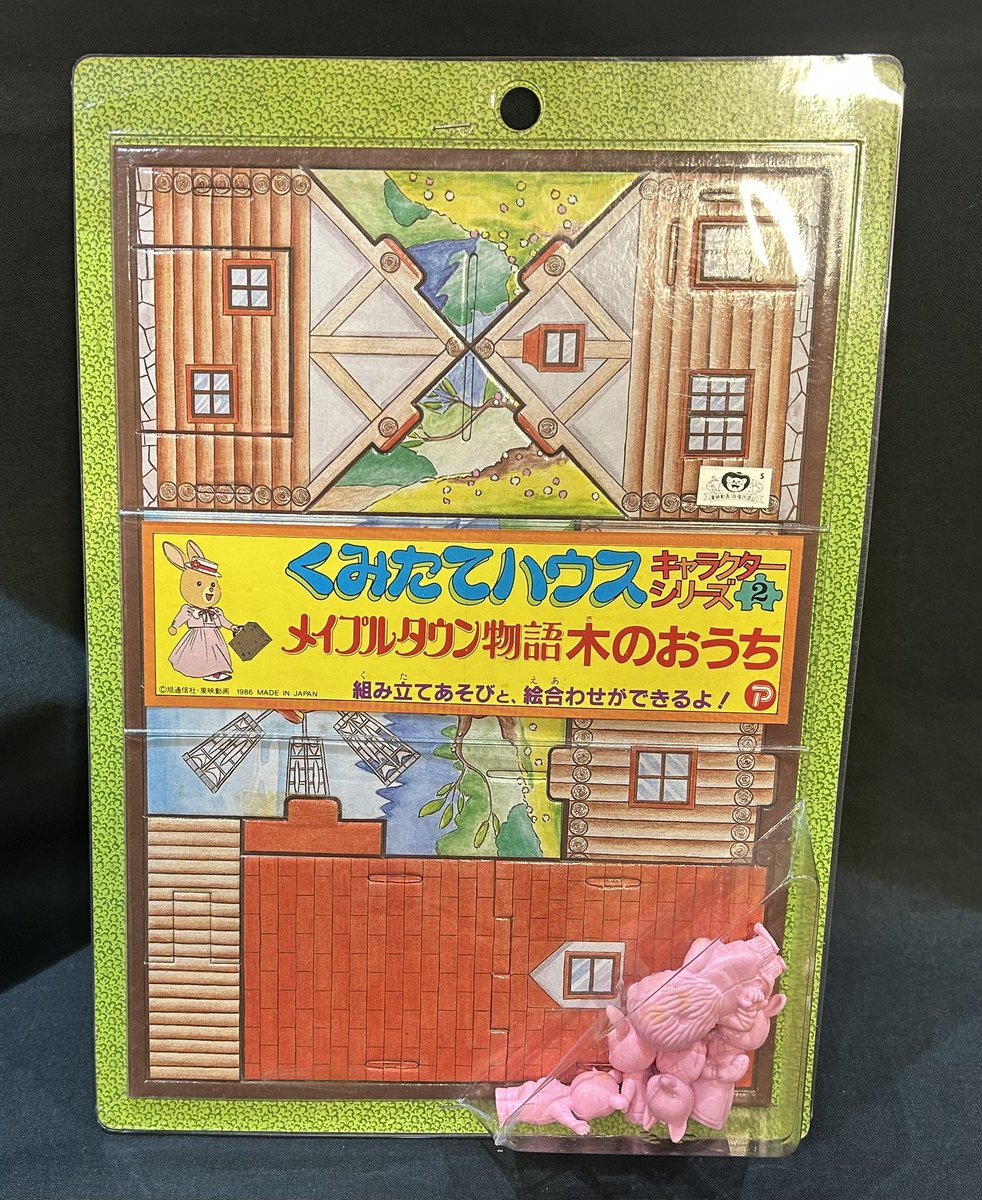 くみたてハウス キャラクターシリーズ 2
メイプルタウン物語 木のおうち
©旭通信社・東映動画 1986 MADE IN JAPAN
組み立てあそびと、絵合わせができるよ!
P
S